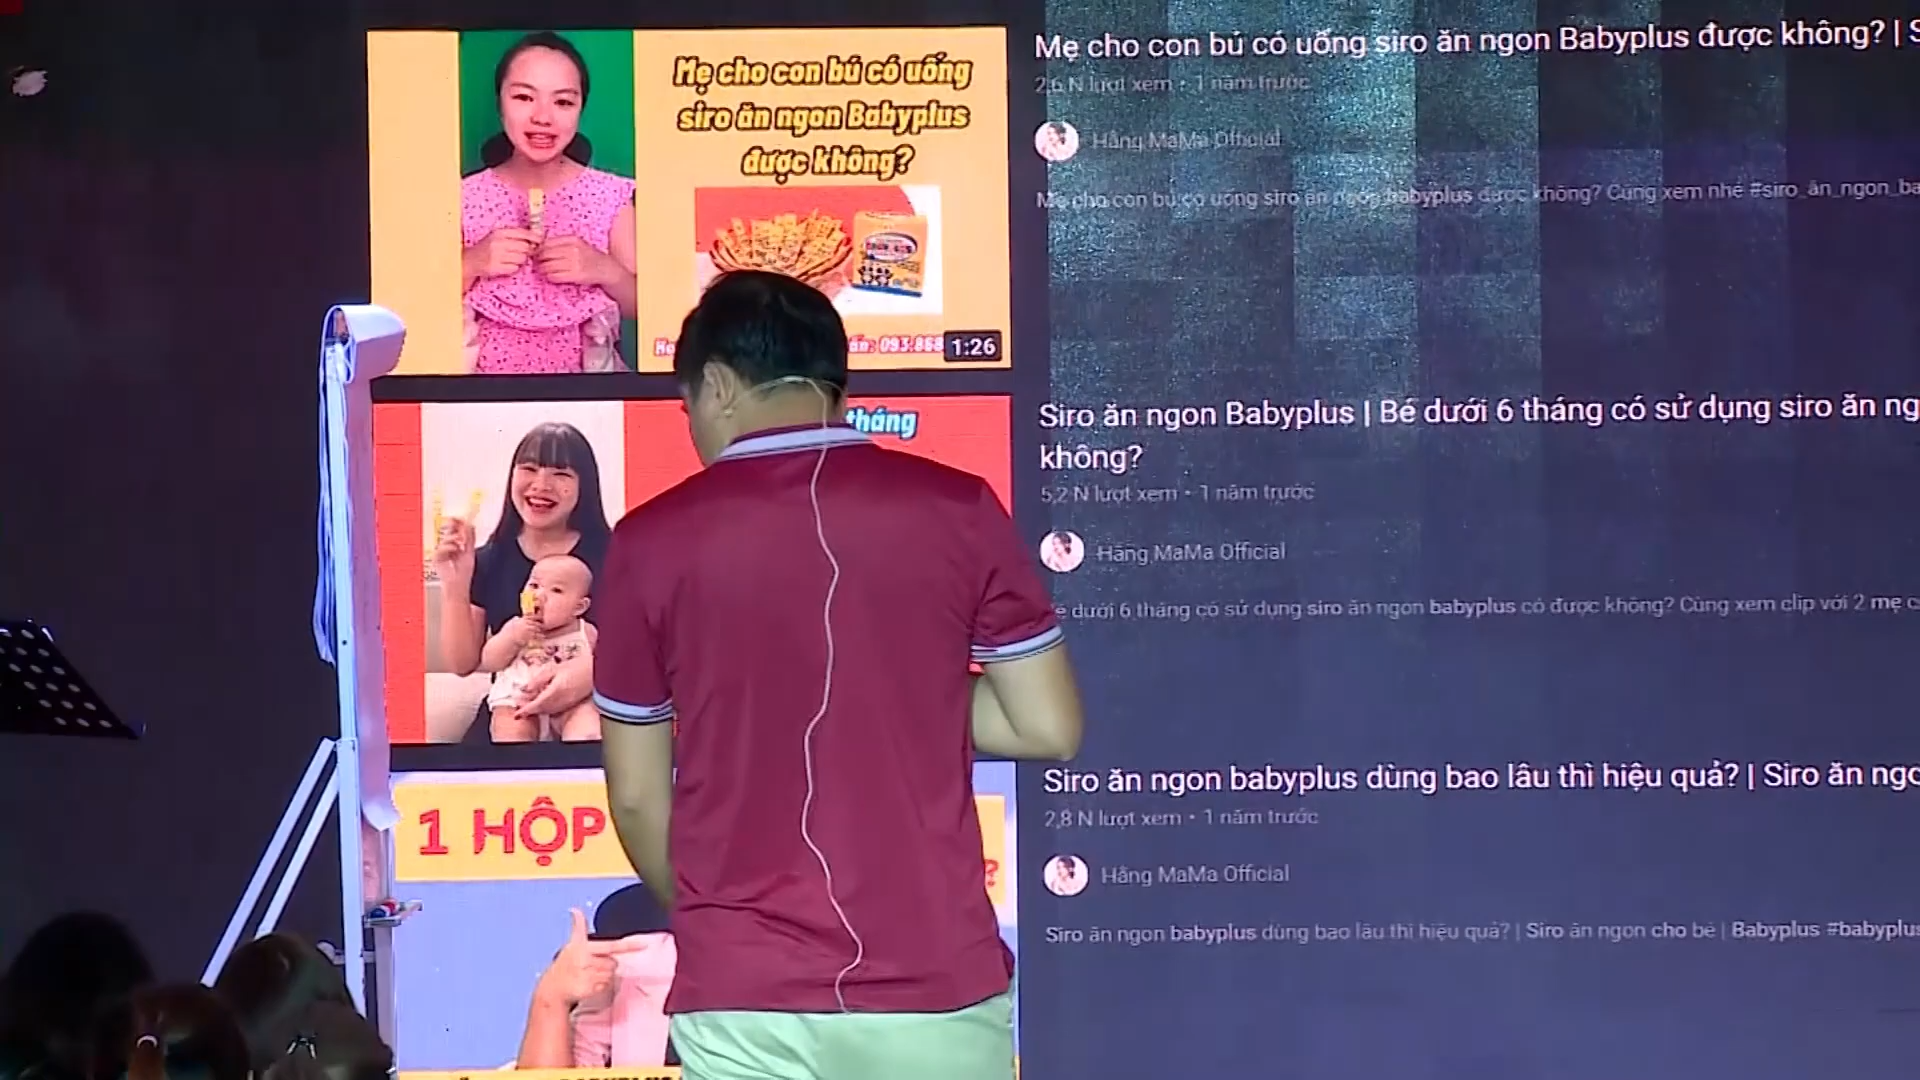 Mẹ cho con bú có uống
siro ăn ngon Babyplus
được không?
093.868
1:26
Mẹ cho con bú có uống siro ăn ngon Babyplus được không? | S
2,6 N lượt xem • 1 năm trước
Hằng MaMa Official
Mẹ cho con bú có uống siro ăn ngon babyplus được không? Cùng xem nhé #siro_ăn_ngon_ba
tháng
Siro ăn ngon Babyplus | Bé dưới 6 tháng có sử dụng siro ăn ng
không?
5,2 N lượt xem • 1 năm trước
Hằng MaMa Official
dưới 6 tháng có sử dụng siro ăn ngon babyplus có được không? Cùng xem clip với 2 mẹ c
1 HỘP
?
Siro ăn ngon babyplus dùng bao lâu thì hiệu quả? | Siro ăn ngo
2,8 N lượt xem • 1 năm trước
Hằng MaMa Official
Siro ăn ngon babyplus dùng bao lâu thì hiệu quả? | Siro ăn ngon cho bé | Babyplus #babyplus